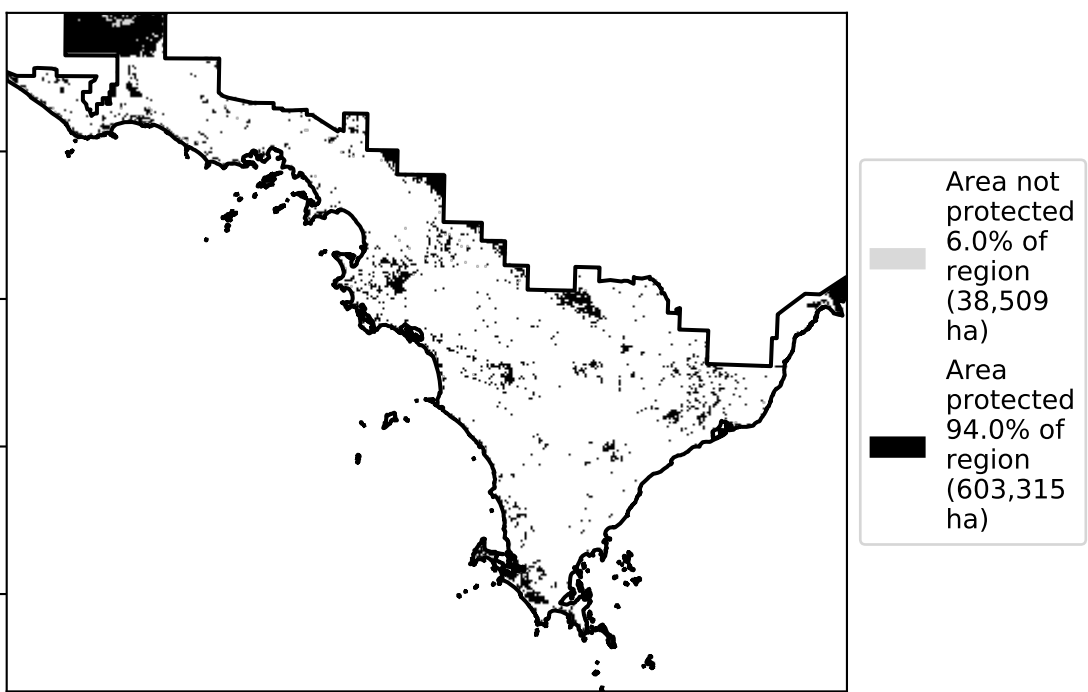 Area not
protected
6.0% of
region
(38,509
ha)
Area
protected
94.0% of
region
(603,315
ha)